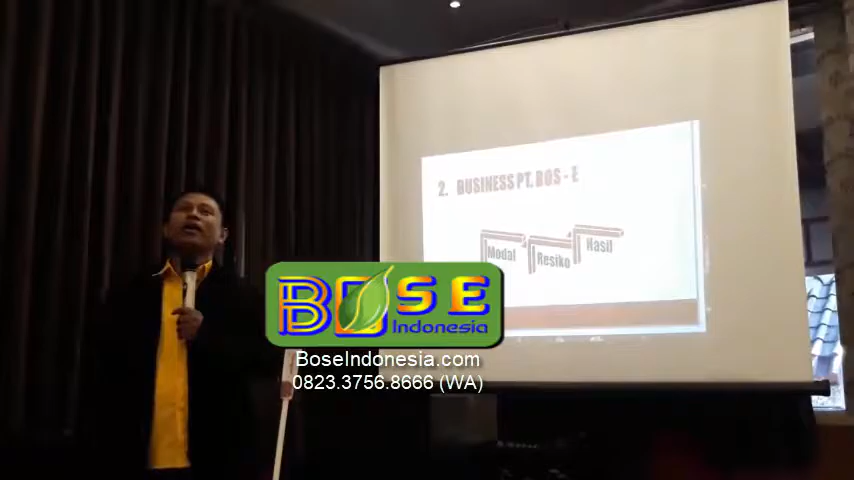 2. BUSINESS PT. BOS - E
Modal
Resiko
Hasil
BOSE
Indonesia
BoseIndonesia.com
0823.3756.8666 (WA)